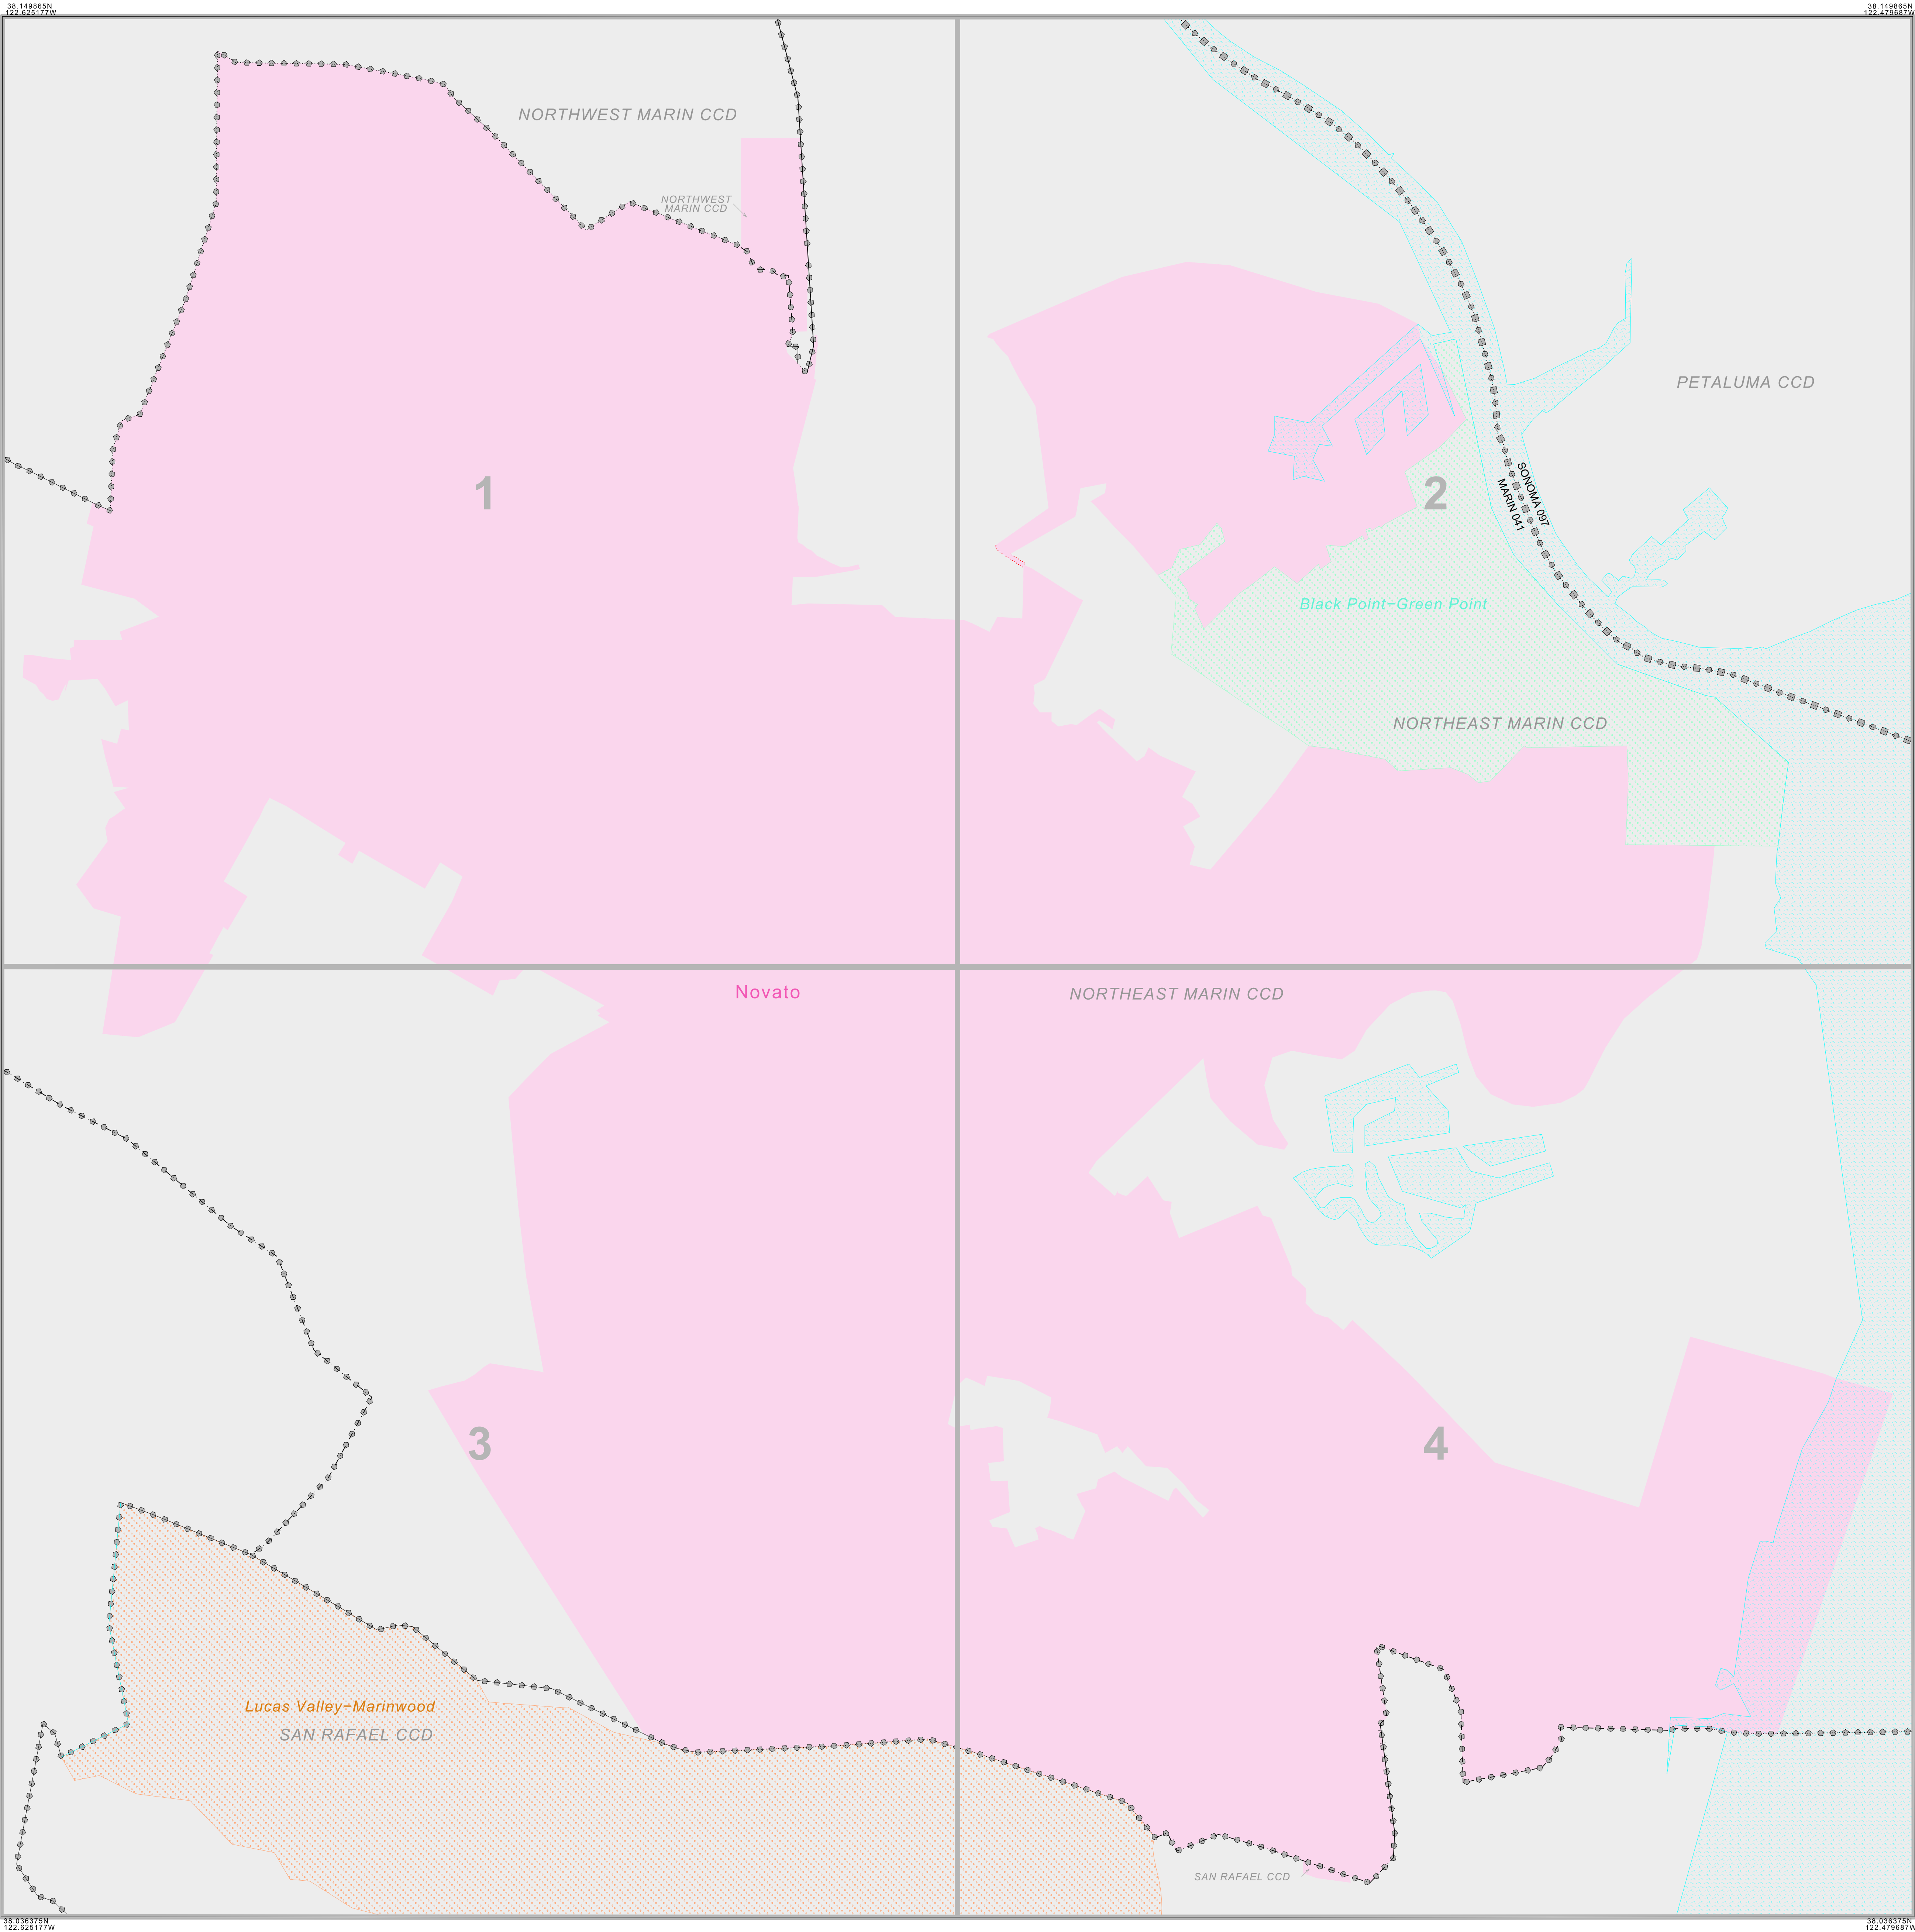 38.149865N
122.625177W
38.149865N
122.479687W
NORTHWEST MARIN CCD
NORTHWEST
MARIN CCD
PETALUMA CCD
1
2
SONOMA 097
MARIN 041
Black Point-Green Point
NORTHEAST MARIN CCD
Novato
NORTHEAST MARIN CCD
3
4
Lucas Valley-Marinwood
SAN RAFAEL CCD
SAN RAFAEL CCD
38.036375N
122.625177W
38.036375N
122.479687W